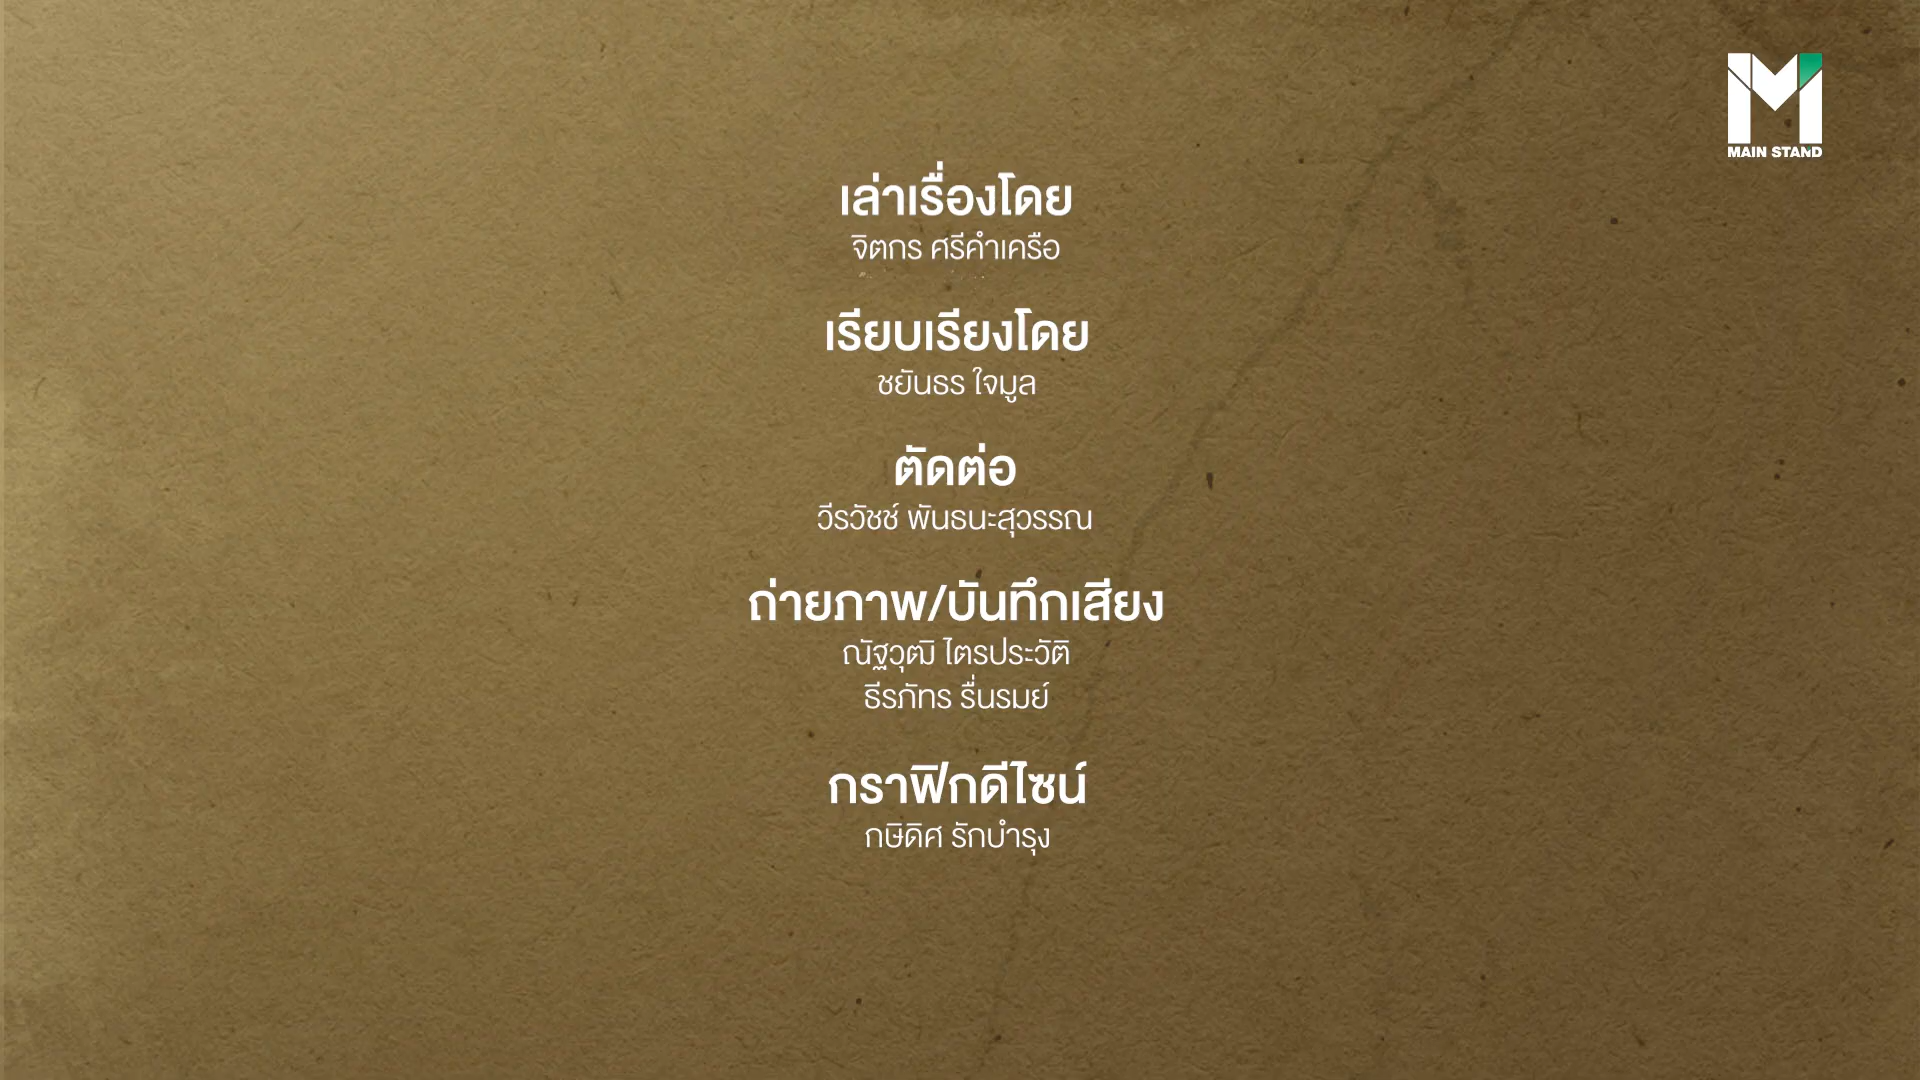 MAIN STAND
เล่าเรื่องโดย
จิตกร ศรีคำเครือ
เรียบเรียงโดย
ชยันธร ใจมูล
ตัดต่อ
วีรวัชช์ พันธนะสุวรรณ
ถ่ายภาพ/บันทึกเสียง
ณัฐวุฒิ ไตรประวัติ
ธีรภัทร รื่นรมย์
กราฟิกดีไซน์
กษิดิศ รักบำรุง